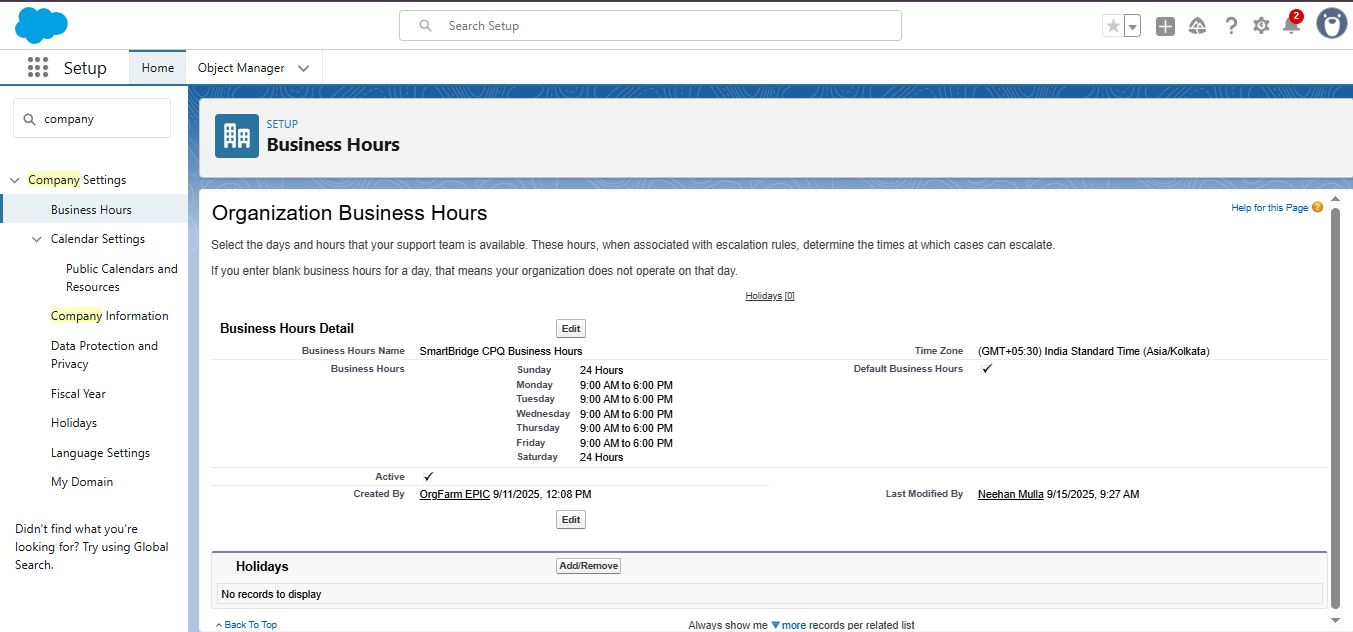 Search Setup
2
Setup
Home
Object Manager
company
Company Settings
Business Hours
Calendar Settings
Public Calendars and
Resources
Company Information
Data Protection and
Privacy
Fiscal Year
Holidays
Language Settings
My Domain
Didn't find what you're
looking for? Try using Global
Search.
SETUP
Business Hours
Organization Business Hours
Help for this Page ?
Select the days and hours that your support team is available. These hours, when associated with escalation rules, determine the times at which cases can escalate.
If you enter blank business hours for a day, that means your organization does not operate on that day.
Holidays [0]
Business Hours Detail Edit
Business Hours Name SmartBridge CPQ Business Hours Time Zone (GMT+05:30) India Standard Time (Asia/Kolkata)
Business Hours Sunday 24 Hours Default Business Hours ✓
Monday 9:00 AM to 6:00 PM
Tuesday 9:00 AM to 6:00 PM
Wednesday 9:00 AM to 6:00 PM
Thursday 9:00 AM to 6:00 PM
Friday 9:00 AM to 6:00 PM
Saturday 24 Hours
Active ✓
Created By OrgFarm EPIC 9/11/2025, 12:08 PM Last Modified By Neehan Mulla 9/15/2025, 9:27 AM
Edit
Holidays Add/Remove
No records to display
^ Back To Top Always show me ▼ more records per related list